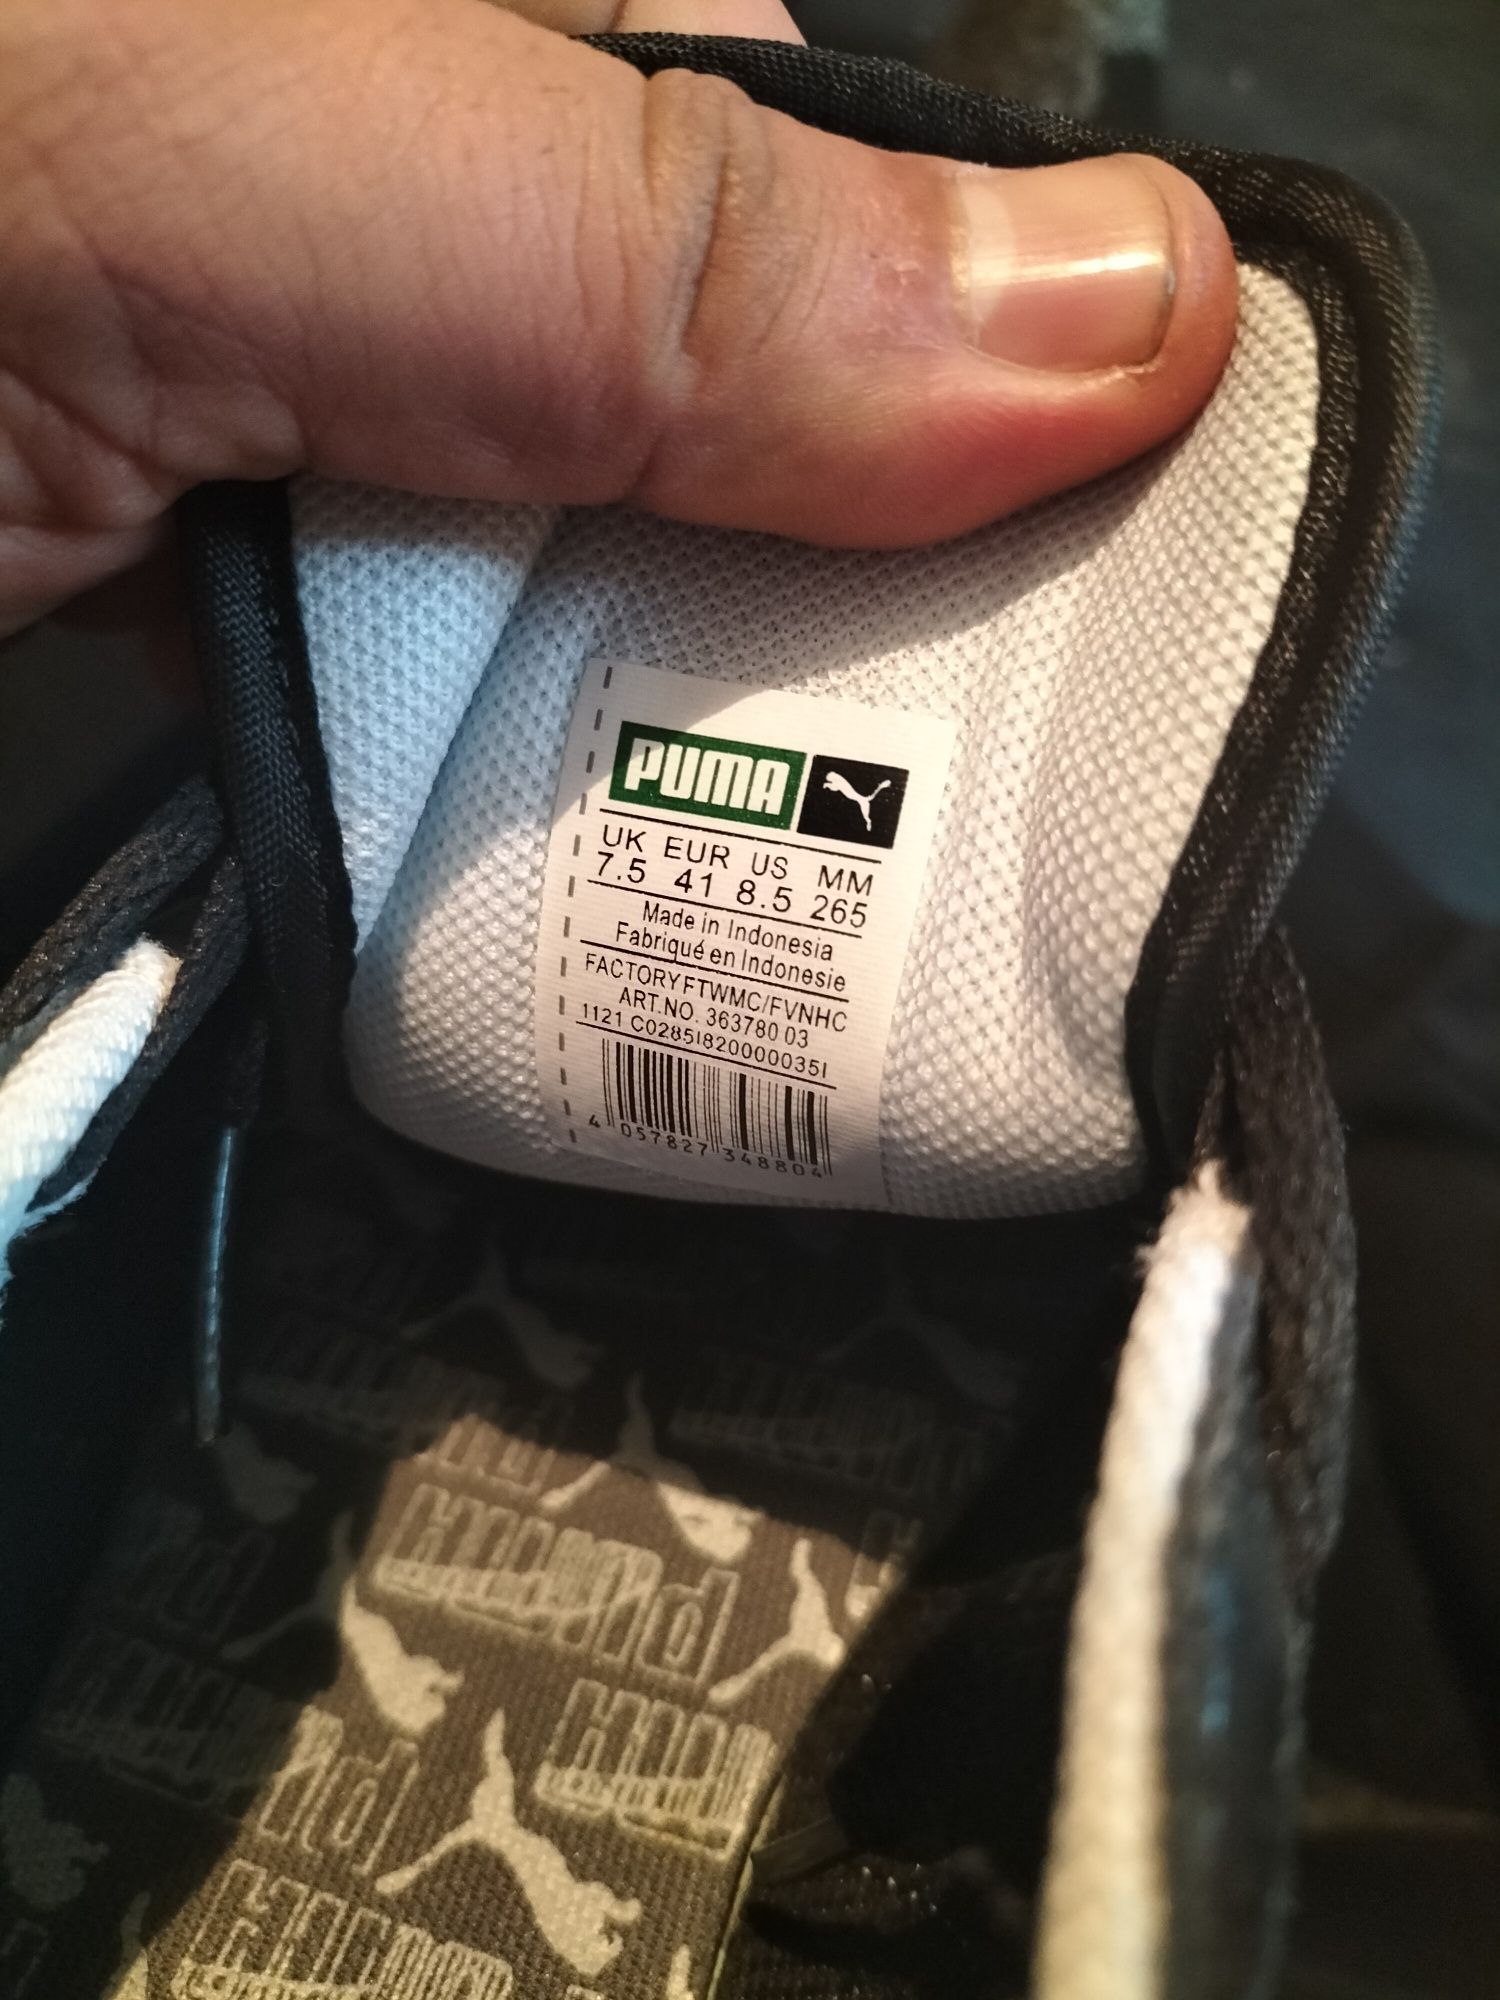 PUMA
UK EUR US MM
7.5 41 8.5 265
Made in Indonesia
Fabriqué en Indonesie
FACTORY FTWMC/FVNHC
ART.NO. 363780 03
1121 C0285I820000035I
4 057827 348804